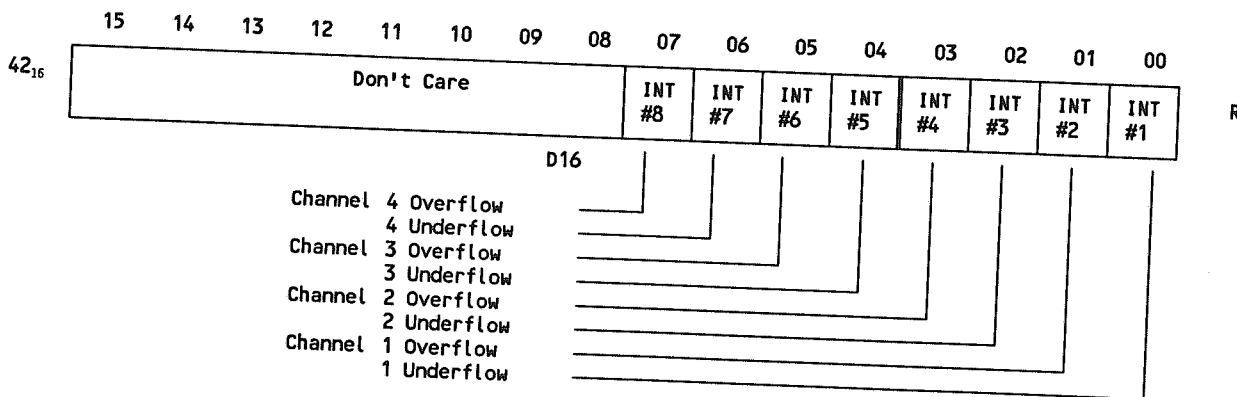 15 14 13 12 11 10 09 08 07 06 05 04 03 02 01 00
42₁₆ Don't Care INT #8 INT #7 INT #6 INT #5 INT #4 INT #3 INT #2 INT #1 R
D16
Channel 4 Overflow
4 Underflow
Channel 3 Overflow
3 Underflow
Channel 2 Overflow
2 Underflow
Channel 1 Overflow
1 Underflow